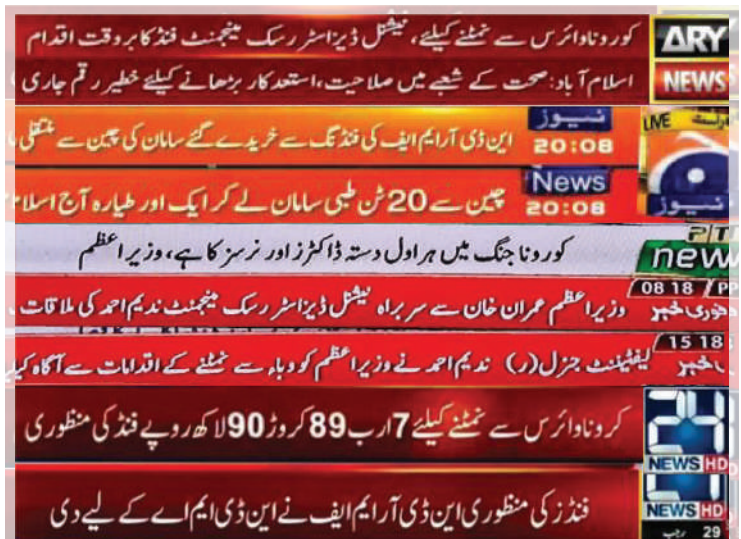 کورونا وائرس سے نمٹنے کیلئے، نیشنل ڈیزاسٹر رسک مینجمنٹ فنڈ کا بروقت اقدام
ARY
اسلام آباد: صحت کے شعبے میں صلاحیت، استعدکار بڑھانے کیلئے خطیر رقم جاری
NEWS
نیوز
LIVE
این ڈی آر ایم ایف کی فنڈنگ سے خریدے گئے سامان کی چین سے منتقلی
20:08
News
چین سے 20 ٹن طبی سامان لے کر ایک اور طیارہ آج اسلام
20:08
نیوز
PTV
new
کورونا جنگ میں ہراول دستہ ڈاکٹرز اور نرسز کا ہے، وزیراعظم
08 18
وزیراعظم عمران خان سے سربراہ نیشنل ڈیزاسٹر رسک مینجمنٹ ندیم احمد کی ملاقات
15 18
خبر
لیفٹیننٹ جنرل (ر) ندیم احمد نے وزیراعظم کو وباء سے نمٹنے کے اقدامات سے آگاہ کیا
کرونا وائرس سے نمٹنے کیلئے 7 ارب 89 کروڑ 90 لاکھ روپے فنڈ کی منظوری
24
NEWS HD
فنڈز کی منظوری این ڈی آر ایم ایف نے این ڈی ایم اے کے لیے دی
NEWS HD
29 رجب